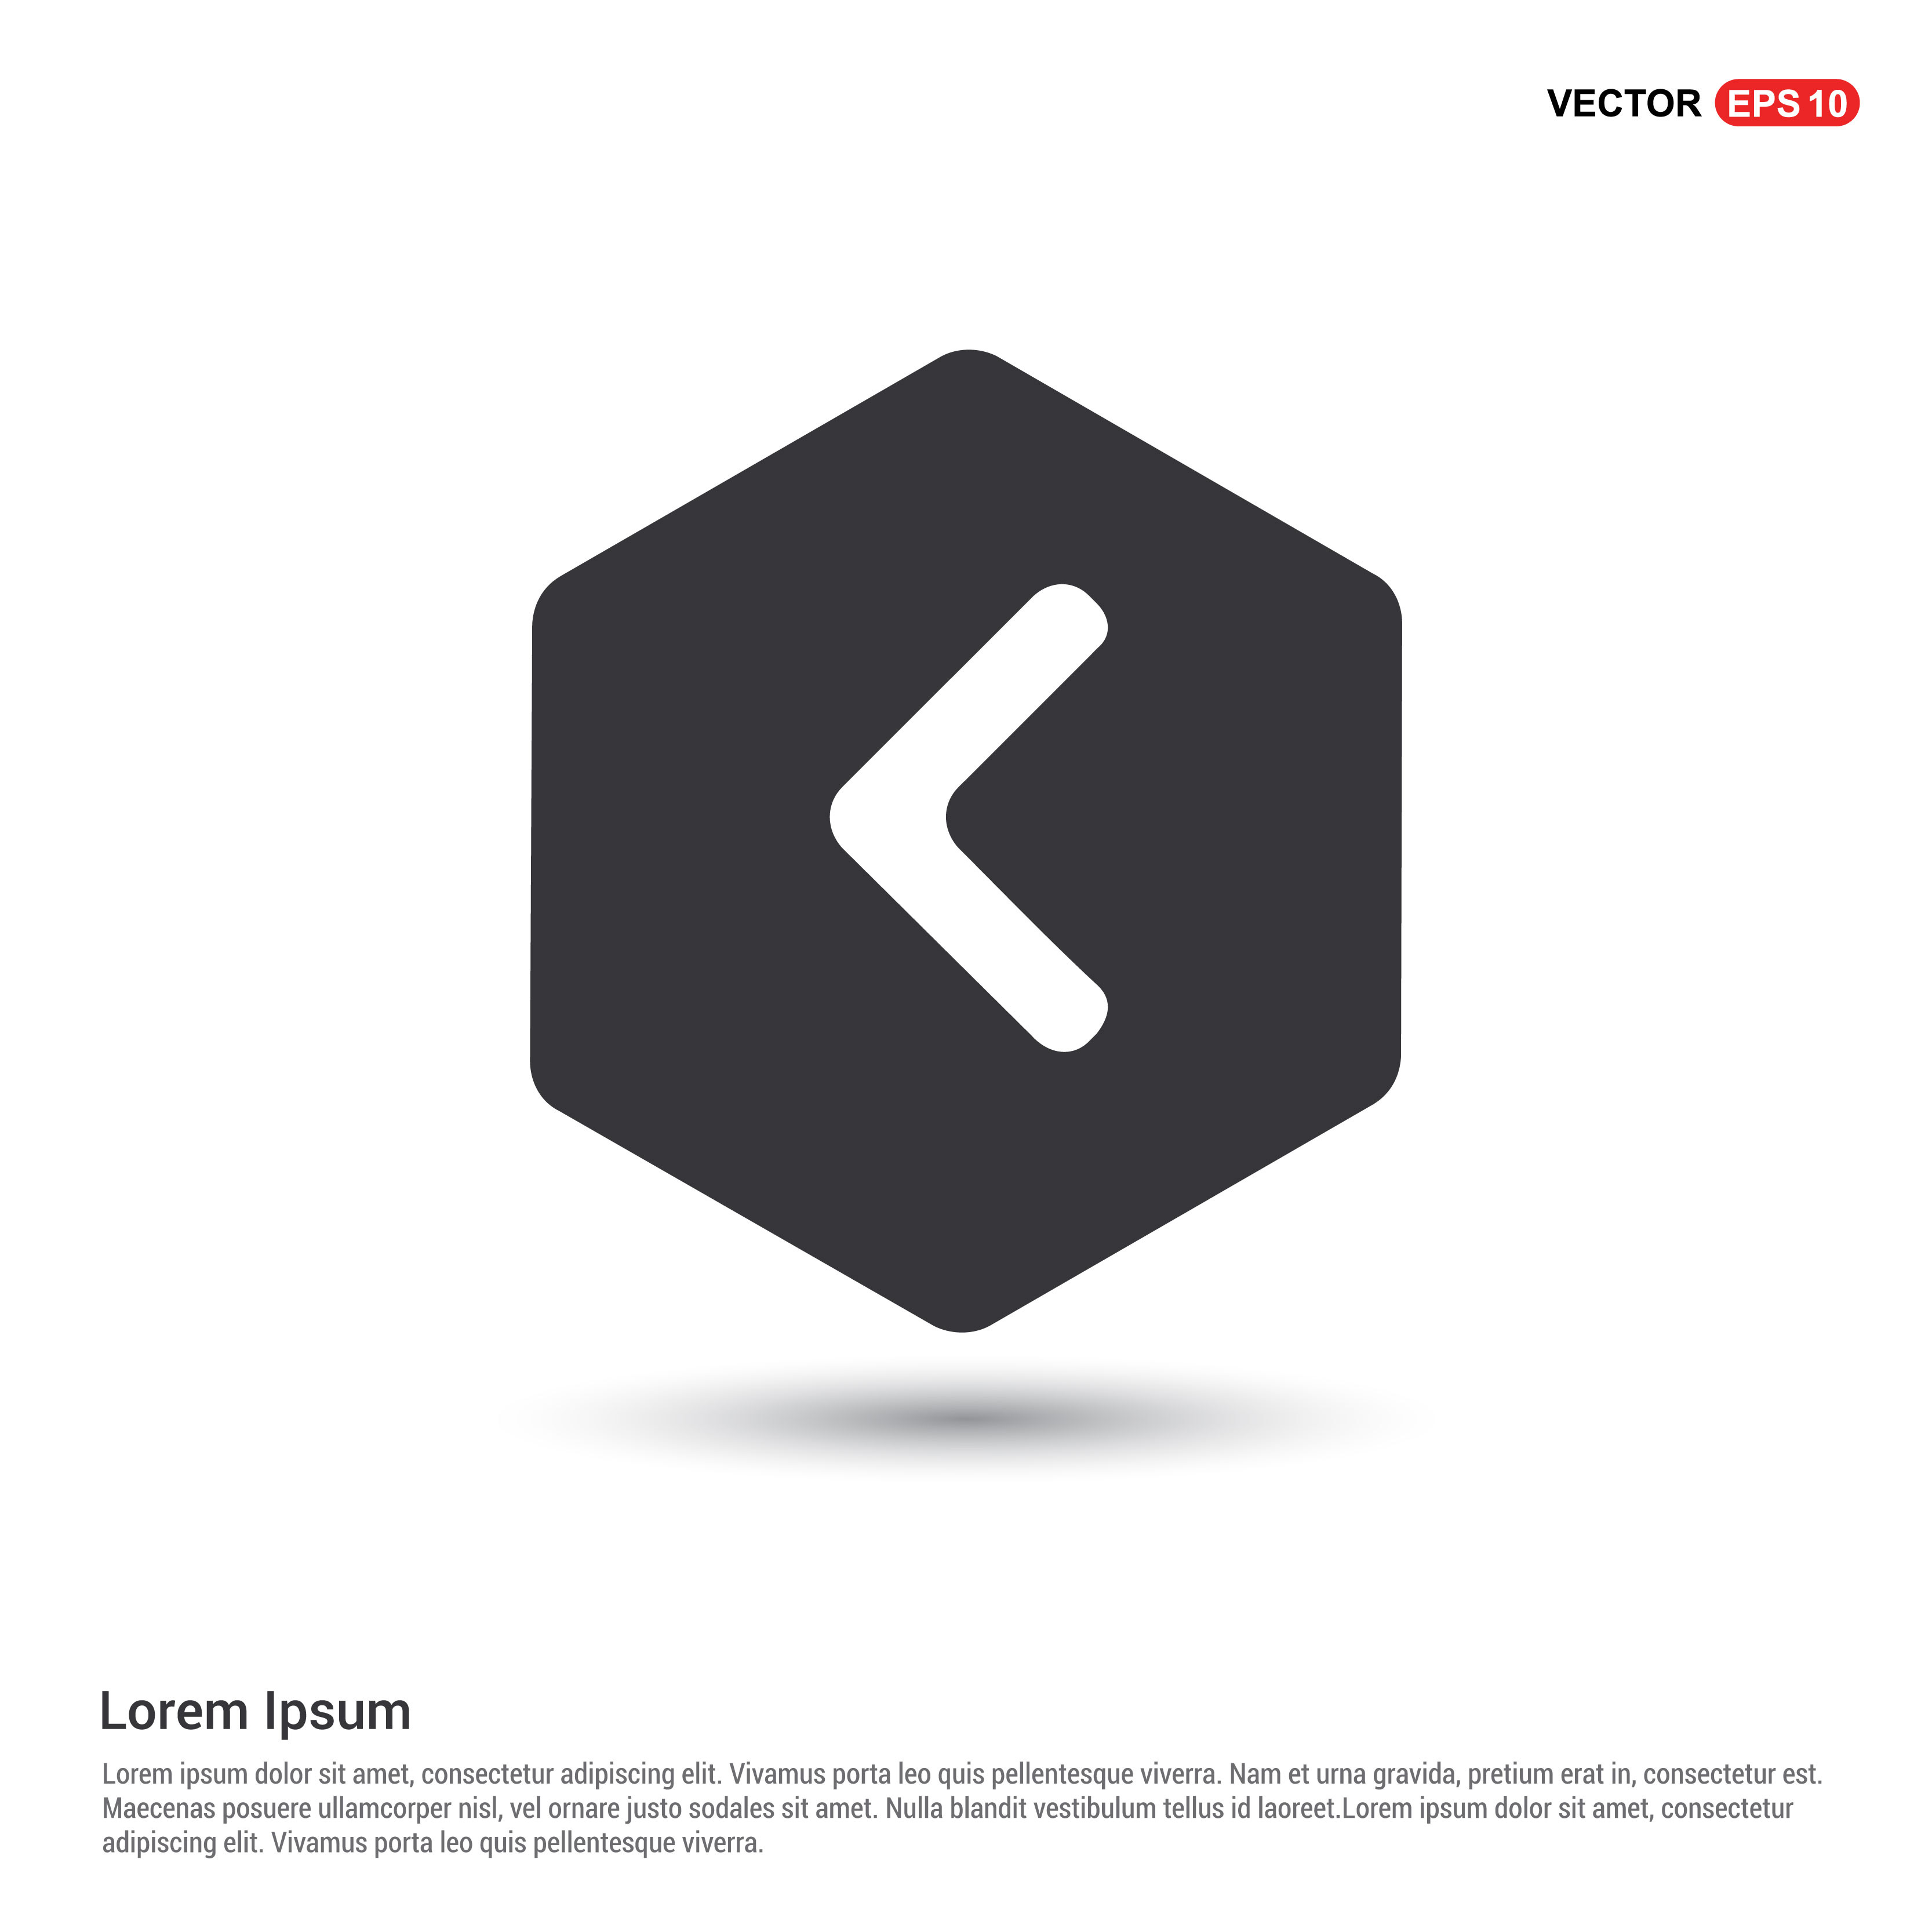 VECTOR EPS 10
Lorem Ipsum
Lorem ipsum dolor sit amet, consectetur adipiscing elit. Vivamus porta leo quis pellentesque viverra. Nam et urna gravida, pretium erat in, consectetur est.
Maecenas posuere ullamcorper nisl, vel ornare justo sodales sit amet. Nulla blandit vestibulum tellus id laoreet.Lorem ipsum dolor sit amet, consectetur
adipiscing elit. Vivamus porta leo quis pellentesque viverra.